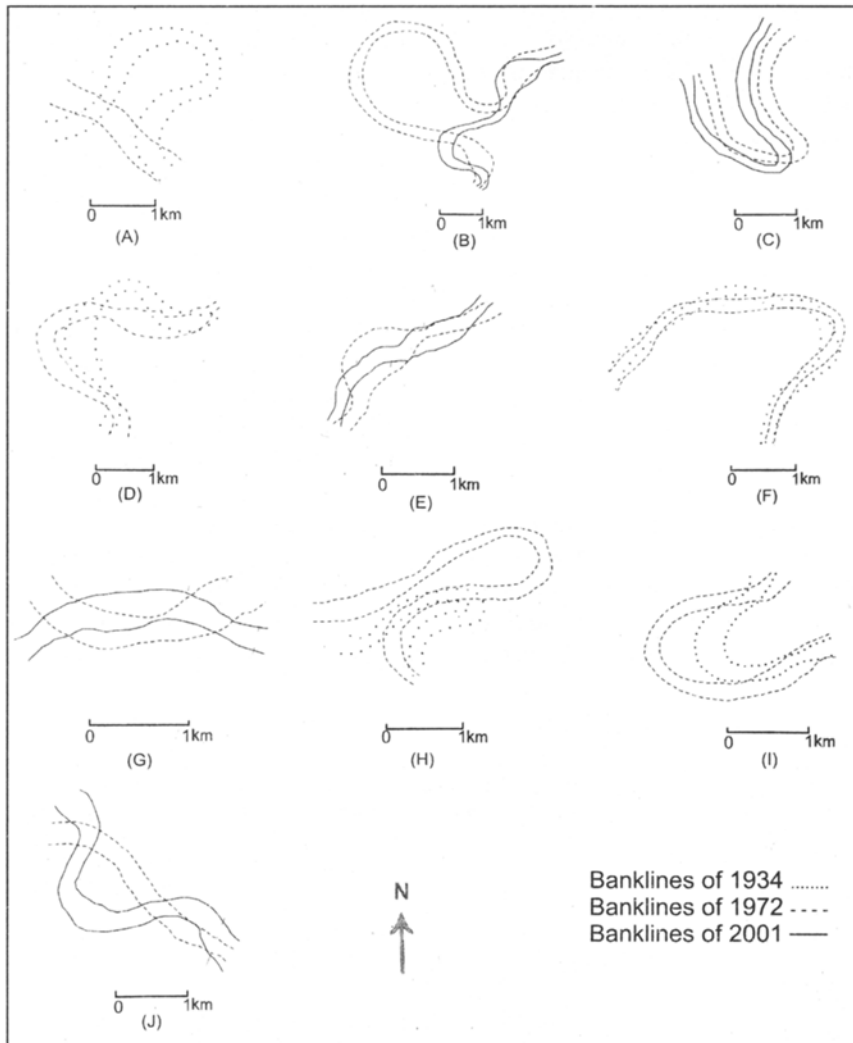 0 1km
(A)
0 1km
(B)
0 1km
(C)
0 1km
(D)
0 1km
(E)
0 1km
(F)
0 1km
(G)
0 1km
(H)
0 1km
(I)
0 1km
(J)
N
Banklines of 1934 ........
Banklines of 1972 ----
Banklines of 2001 ——